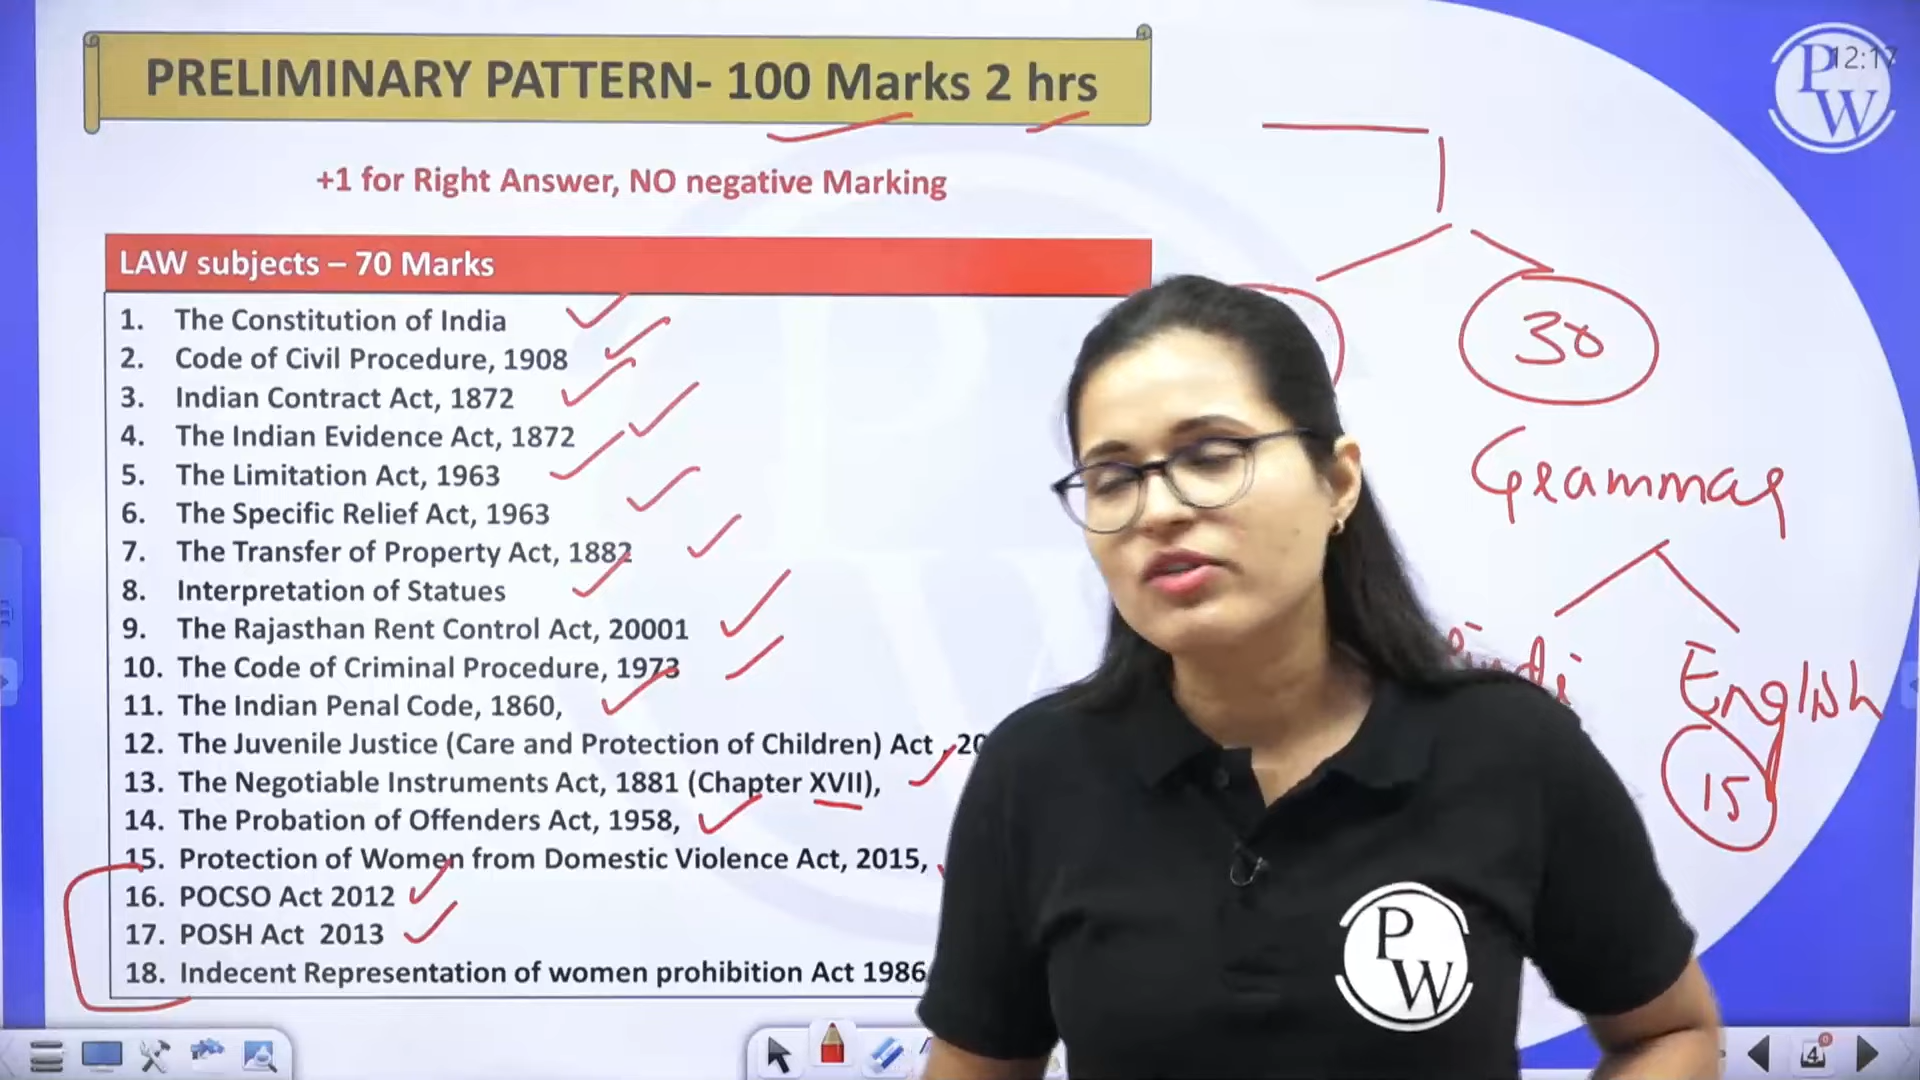 PRELIMINARY PATTERN- 100 Marks 2 hrs
+1 for Right Answer, NO negative Marking
LAW subjects – 70 Marks
1. The Constitution of India
2. Code of Civil Procedure, 1908
3. Indian Contract Act, 1872
4. The Indian Evidence Act, 1872
5. The Limitation Act, 1963
6. The Specific Relief Act, 1963
7. The Transfer of Property Act, 1882
8. Interpretation of Statues
9. The Rajasthan Rent Control Act, 20001
10. The Code of Criminal Procedure, 1973
11. The Indian Penal Code, 1860,
12. The Juvenile Justice (Care and Protection of Children) Act , 20
13. The Negotiable Instruments Act, 1881 (Chapter XVII),
14. The Probation of Offenders Act, 1958,
15. Protection of Women from Domestic Violence Act, 2015,
16. POCSO Act 2012
17. POSH Act 2013
18. Indecent Representation of women prohibition Act 1986
30
Grammar
English
15
12:17
PW
PW
4